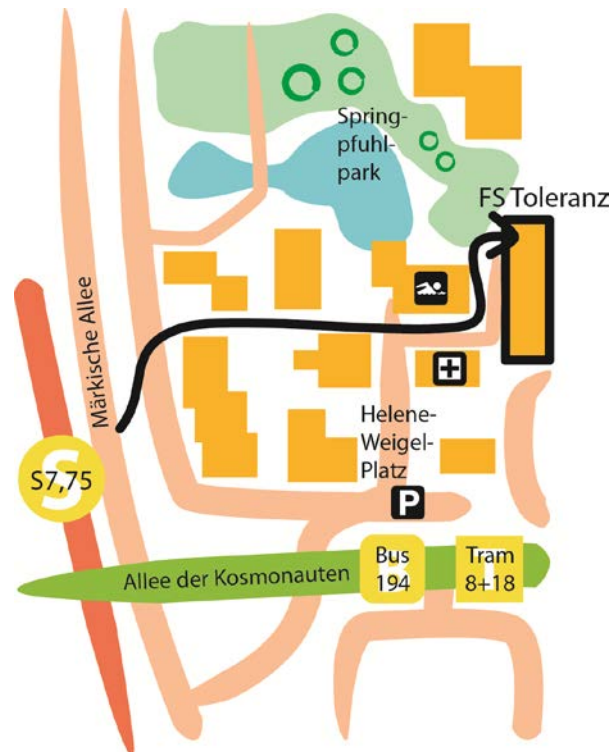 Spring-
pfuhl-
park
FS Toleranz
Märkische Allee
S7,75
Helene-
Weigel-
Platz
P
Allee der Kosmonauten
Bus
194
Tram
8+18